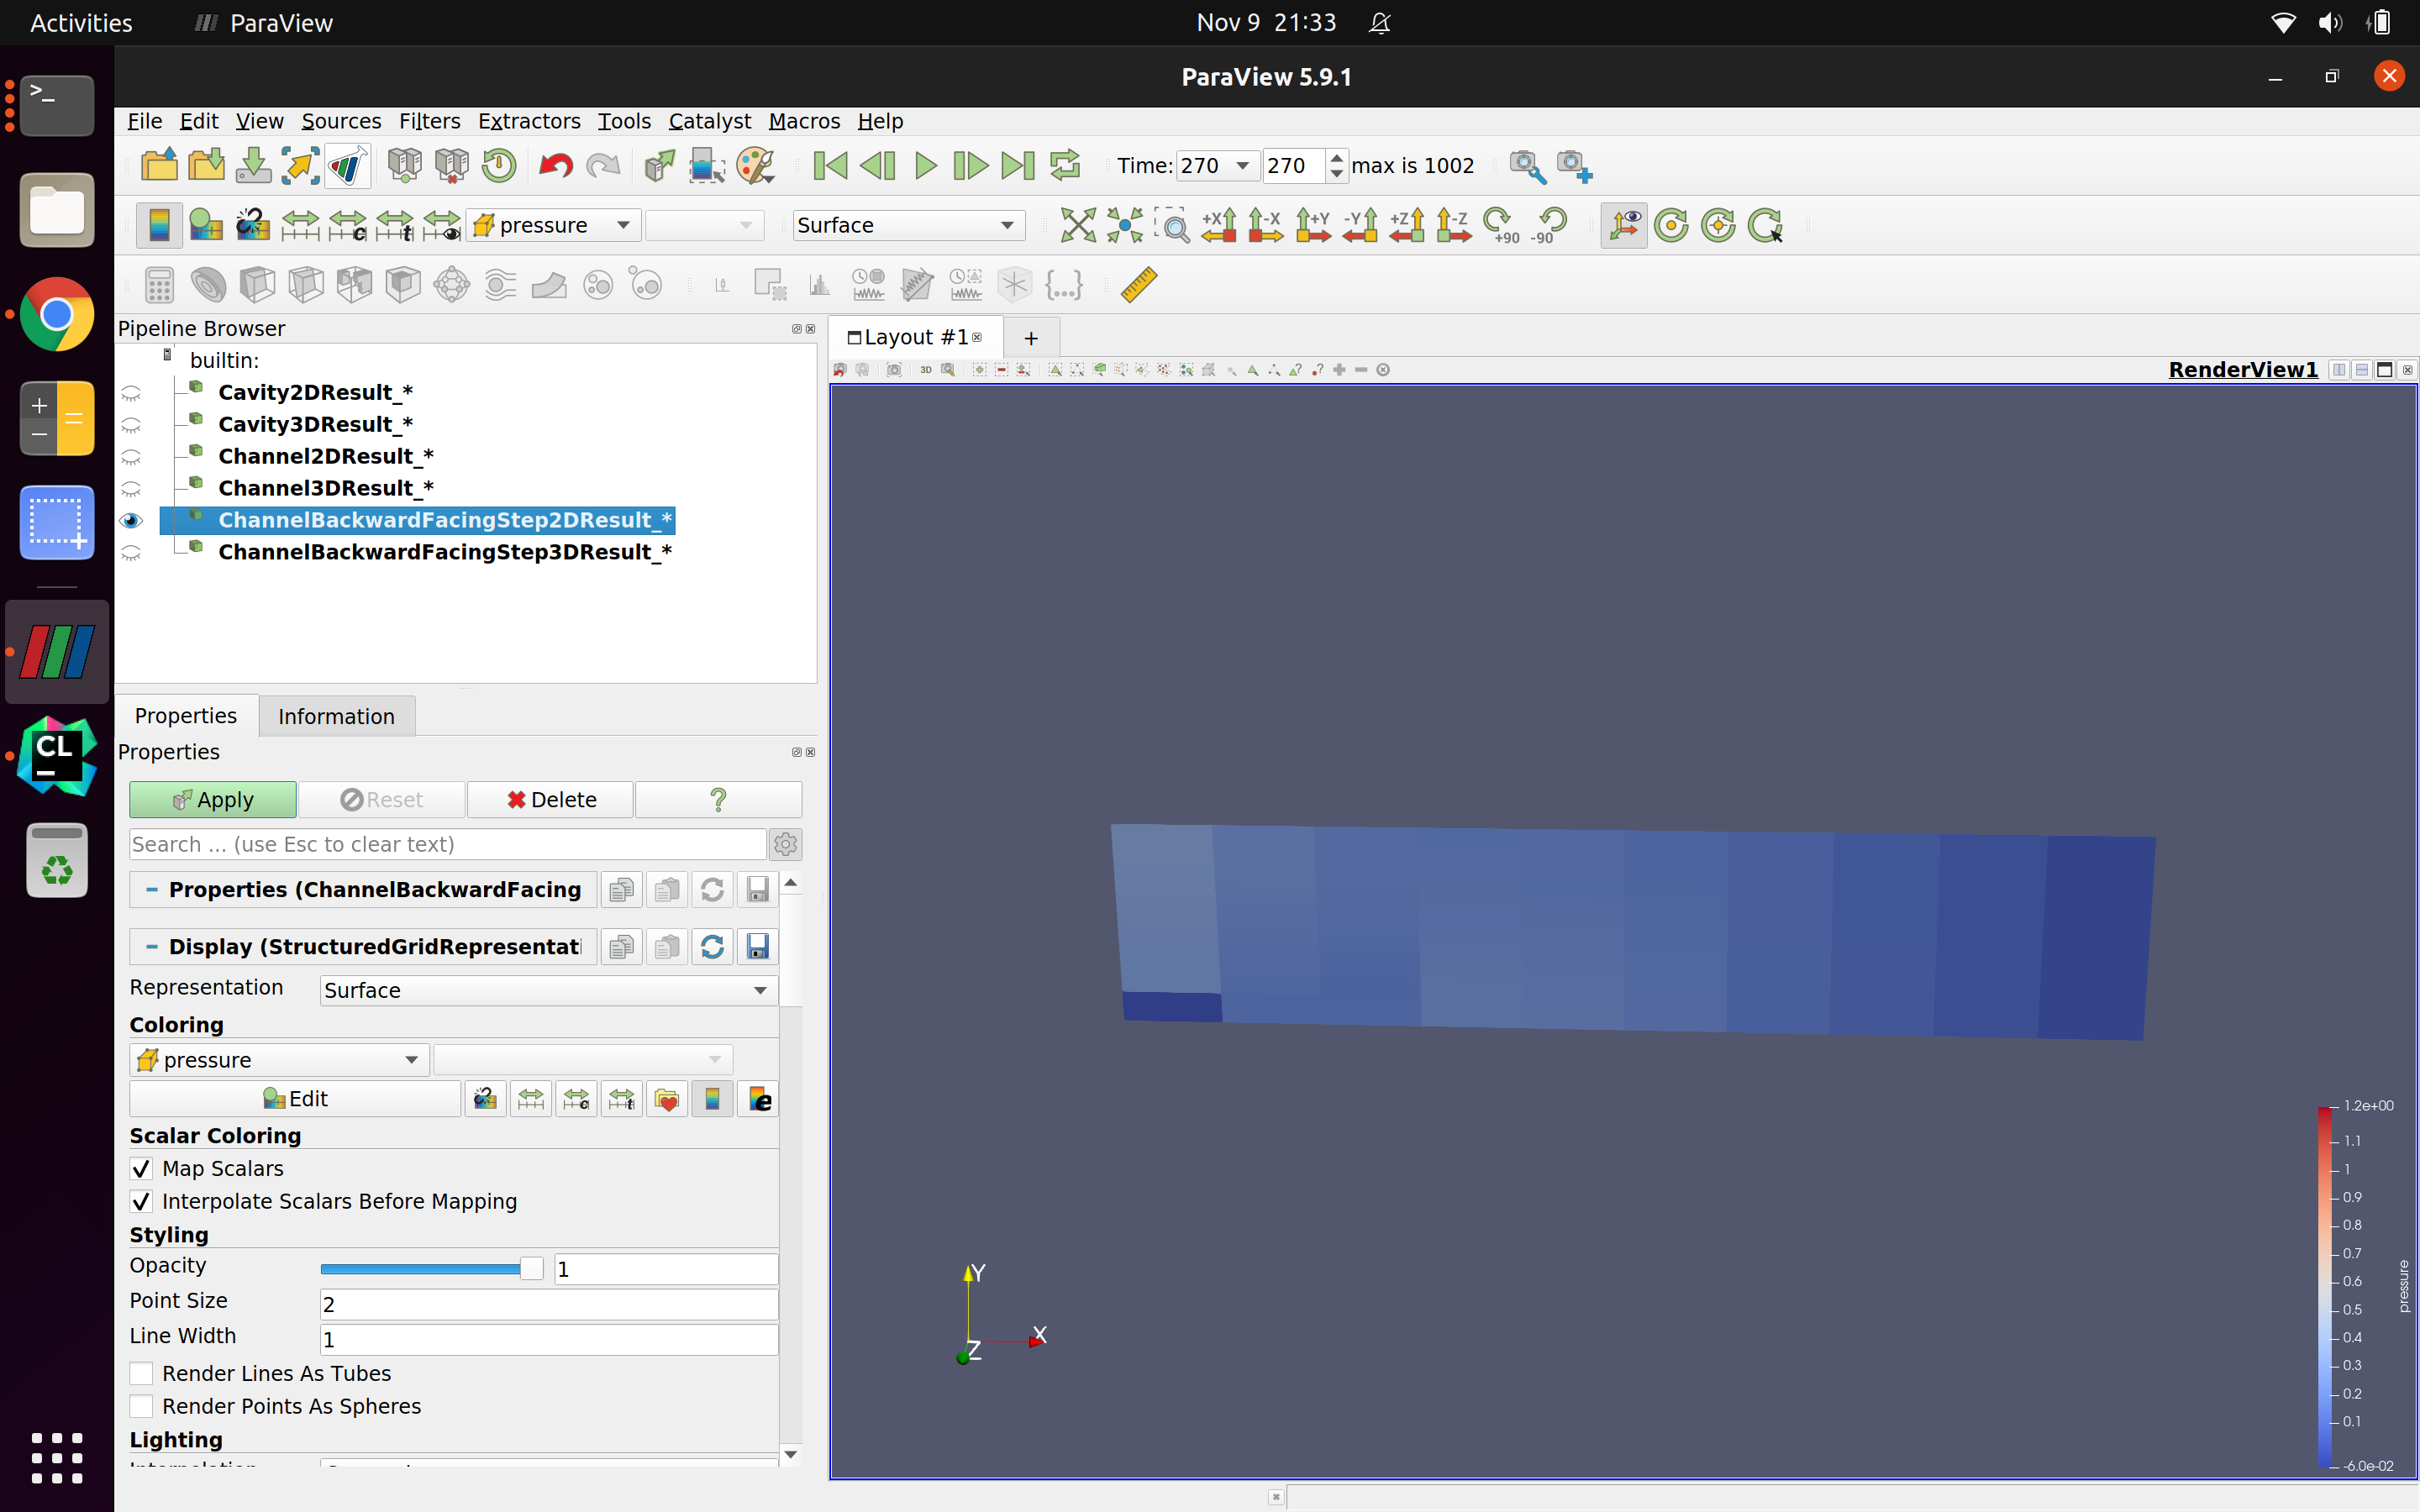 Activities
ParaView
Nov 9 21:33
ParaView 5.9.1
File Edit View Sources Filters Extractors Tools Catalyst Macros Help
Time: 270 270 max is 1002
pressure
Surface
+X -X +Y -Y +Z -Z +90 -90
Pipeline Browser
builtin:
Cavity2DResult_*
Cavity3DResult_*
Channel2DResult_*
Channel3DResult_*
ChannelBackwardFacingStep2DResult_*
ChannelBackwardFacingStep3DResult_*
Layout #1
+
3D
RenderView1
Properties Information
Properties
Apply Reset Delete ?
Search ... (use Esc to clear text)
Properties (ChannelBackwardFacing
Display (StructuredGridRepresentati
Representation Surface
Coloring
pressure
Edit
Scalar Coloring
Map Scalars
Interpolate Scalars Before Mapping
Styling
Opacity 1
Point Size 2
Line Width 1
Render Lines As Tubes
Render Points As Spheres
Lighting
Y
X
Z
1.2e+00
1.1
1
0.9
0.8
0.7
0.6
0.5
0.4
0.3
0.2
0.1
-6.0e-02
pressure
CL